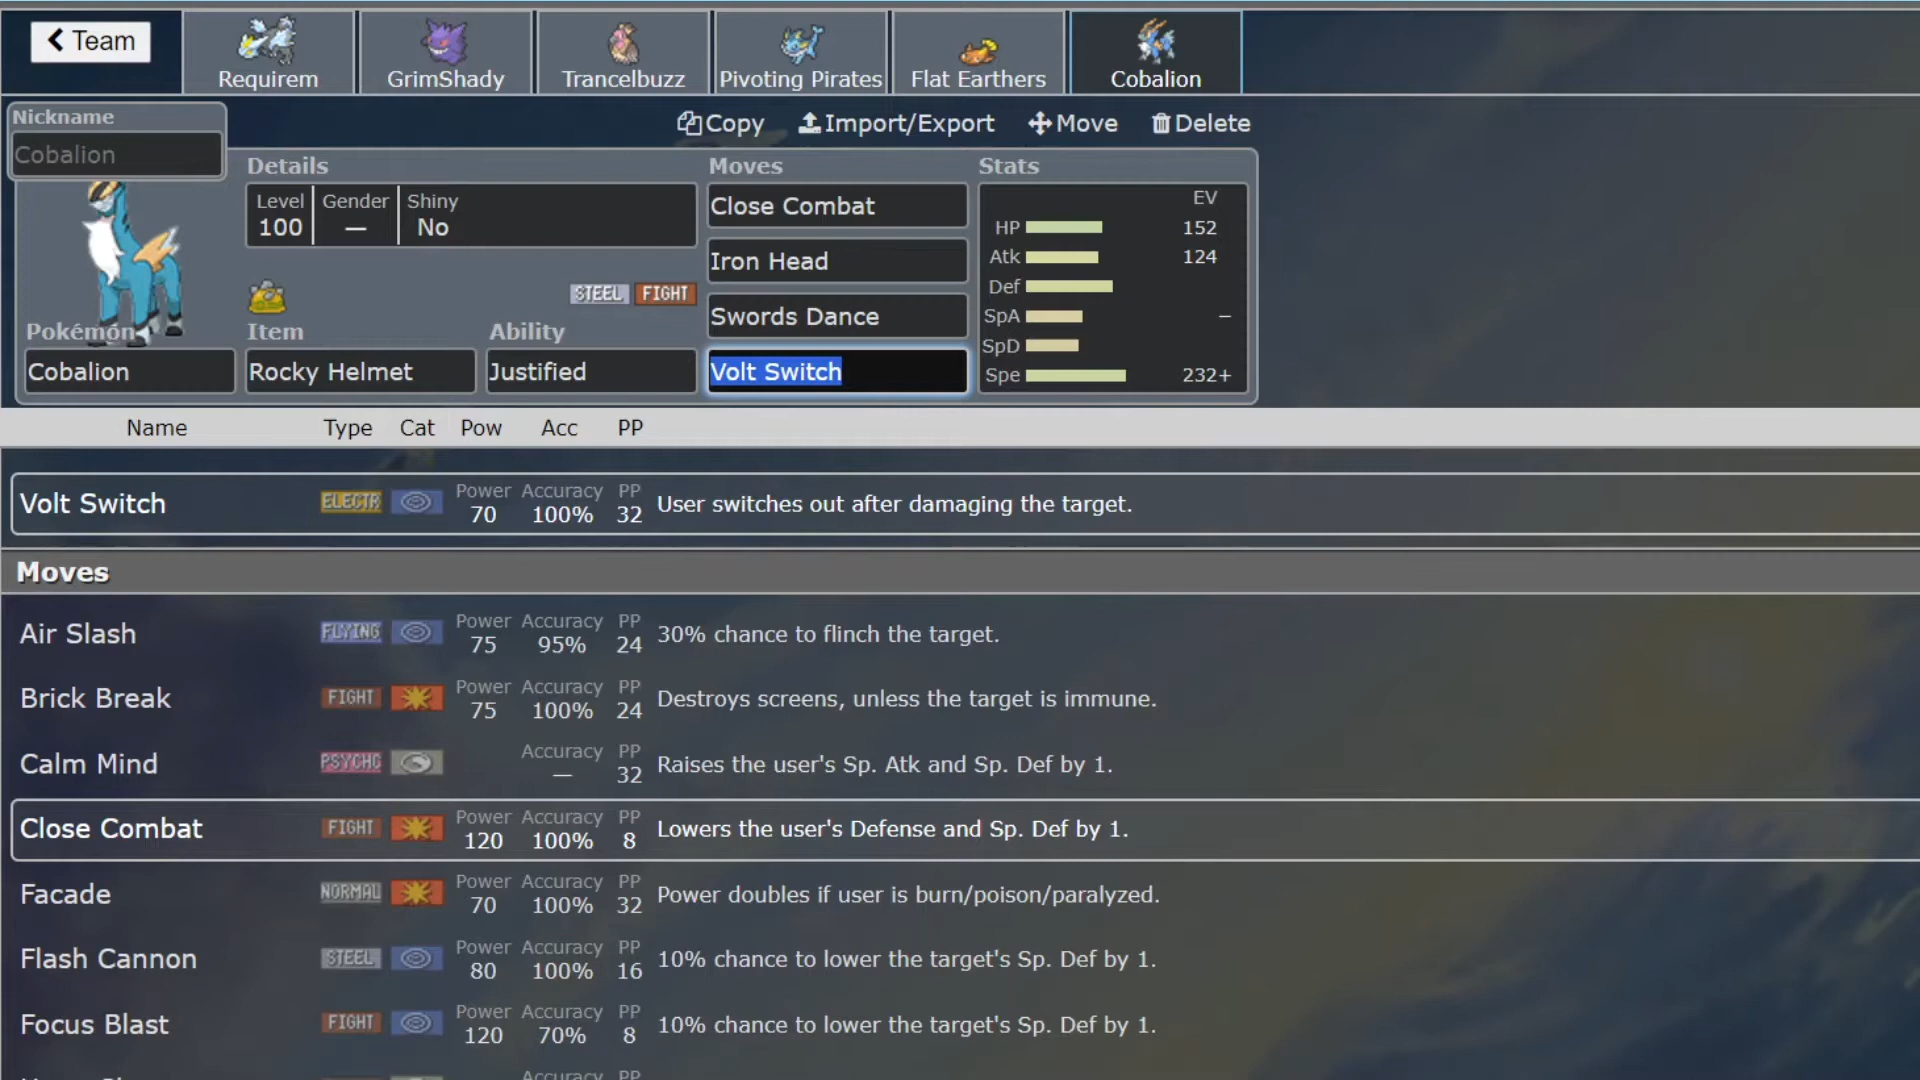 Team
Requirem
GrimShady
Trancelbuzz
Pivoting Pirates
Flat Earthers
Cobalion
Nickname
Cobalion
Copy
Import/Export
Move
Delete
Details
Moves
Stats
Level
Gender
Shiny
100
—
No
STEEL
FIGHT
Pokémon
Item
Ability
Cobalion
Rocky Helmet
Justified
Close Combat
Iron Head
Swords Dance
Volt Switch
EV
HP 152
Atk 124
Def
SpA −
SpD
Spe 232+
Name Type Cat Pow Acc PP
Volt Switch ELECTR Power 70 Accuracy 100% PP 32 User switches out after damaging the target.
Moves
Air Slash FLYING Power 75 Accuracy 95% PP 24 30% chance to flinch the target.
Brick Break FIGHT Power 75 Accuracy 100% PP 24 Destroys screens, unless the target is immune.
Calm Mind PSYCHC Accuracy — PP 32 Raises the user's Sp. Atk and Sp. Def by 1.
Close Combat FIGHT Power 120 Accuracy 100% PP 8 Lowers the user's Defense and Sp. Def by 1.
Facade NORMAL Power 70 Accuracy 100% PP 32 Power doubles if user is burn/poison/paralyzed.
Flash Cannon STEEL Power 80 Accuracy 100% PP 16 10% chance to lower the target's Sp. Def by 1.
Focus Blast FIGHT Power 120 Accuracy 70% PP 8 10% chance to lower the target's Sp. Def by 1.
Accuracy PP